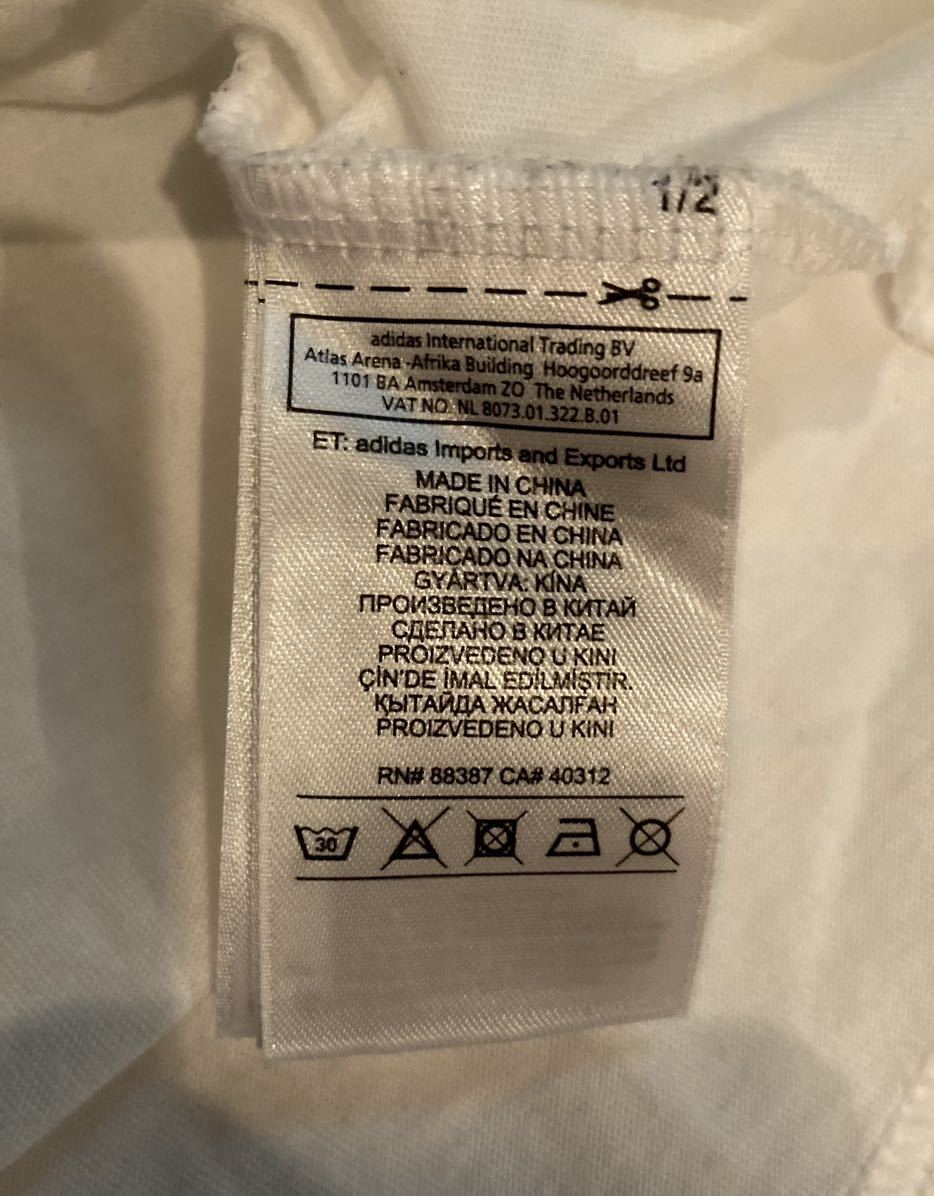 1/2
adidas International Trading BV
Atlas Arena -Afrika Building Hoogoorddreef 9a
1101 BA Amsterdam ZO The Netherlands
VAT NO. NL 8073.01.322.B.01
ET: adidas Imports and Exports Ltd
MADE IN CHINA
FABRIQUÉ EN CHINE
FABRICADO EN CHINA
FABRICADO NA CHINA
GYÁRTVA: KÍNA
ПРОИЗВЕДЕНО В КИТАЙ
СДЕЛАНО В КИТАЕ
PROIZVEDENO U KINI
ÇİN'DE İMAL EDİLMİŞTİR.
ҚЫТАЙДА ЖАСАЛҒАН
PROIZVEDENO U KINI
RN# 88387 CA# 40312
30